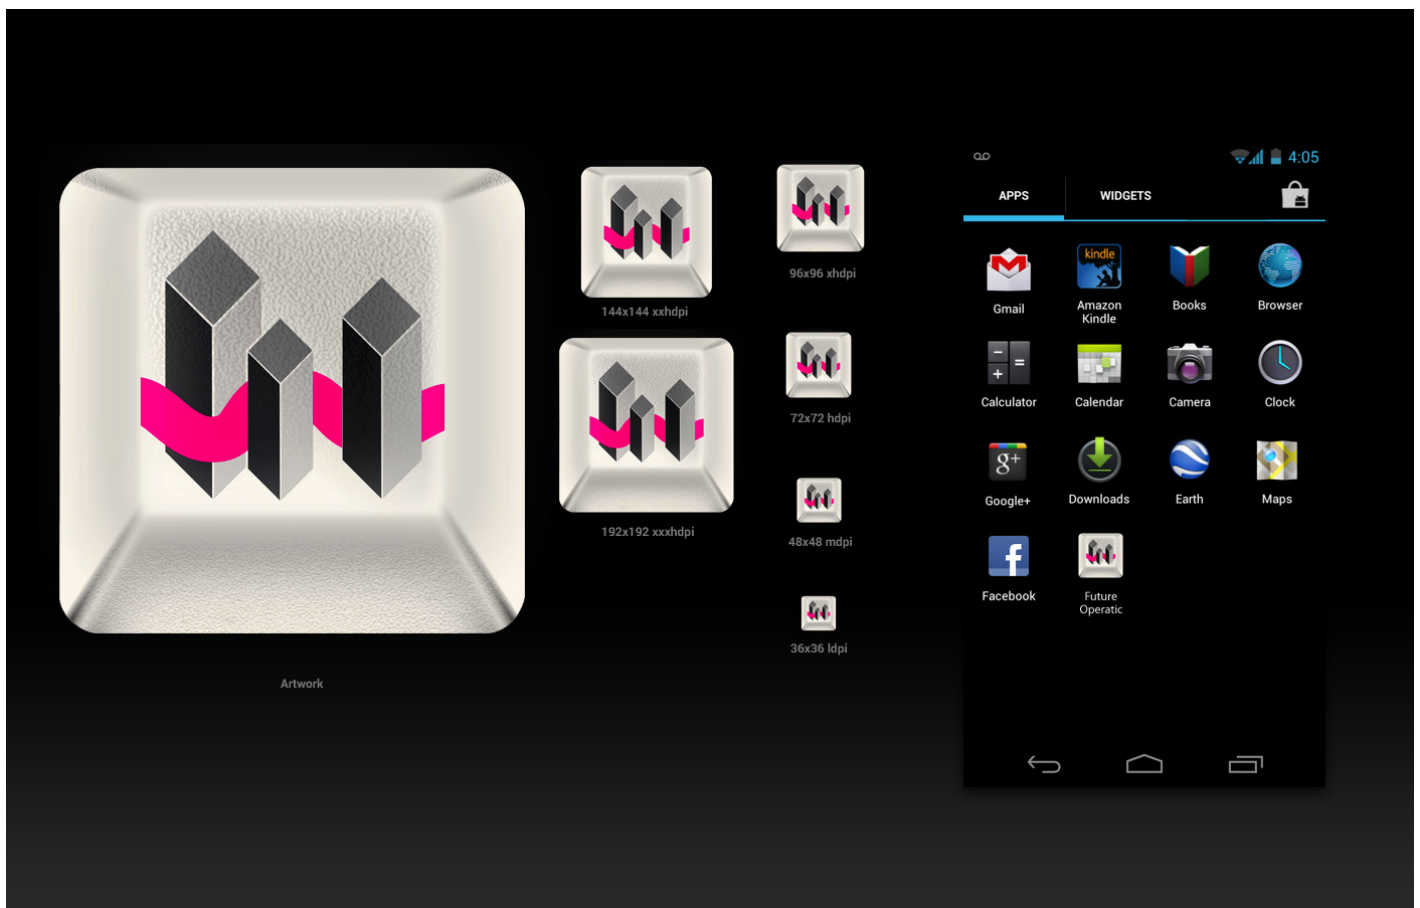 Artwork
144x144 xxhdpi
192x192 xxxhdpi
96x96 xhdpi
72x72 hdpi
48x48 mdpi
36x36 ldpi
4:05
APPS WIDGETS
Gmail
kindle
Amazon
Kindle
Books
Browser
Calculator
Calendar
Camera
Clock
g+
Google+
Downloads
Earth
Maps
f
Facebook
Future
Operatic